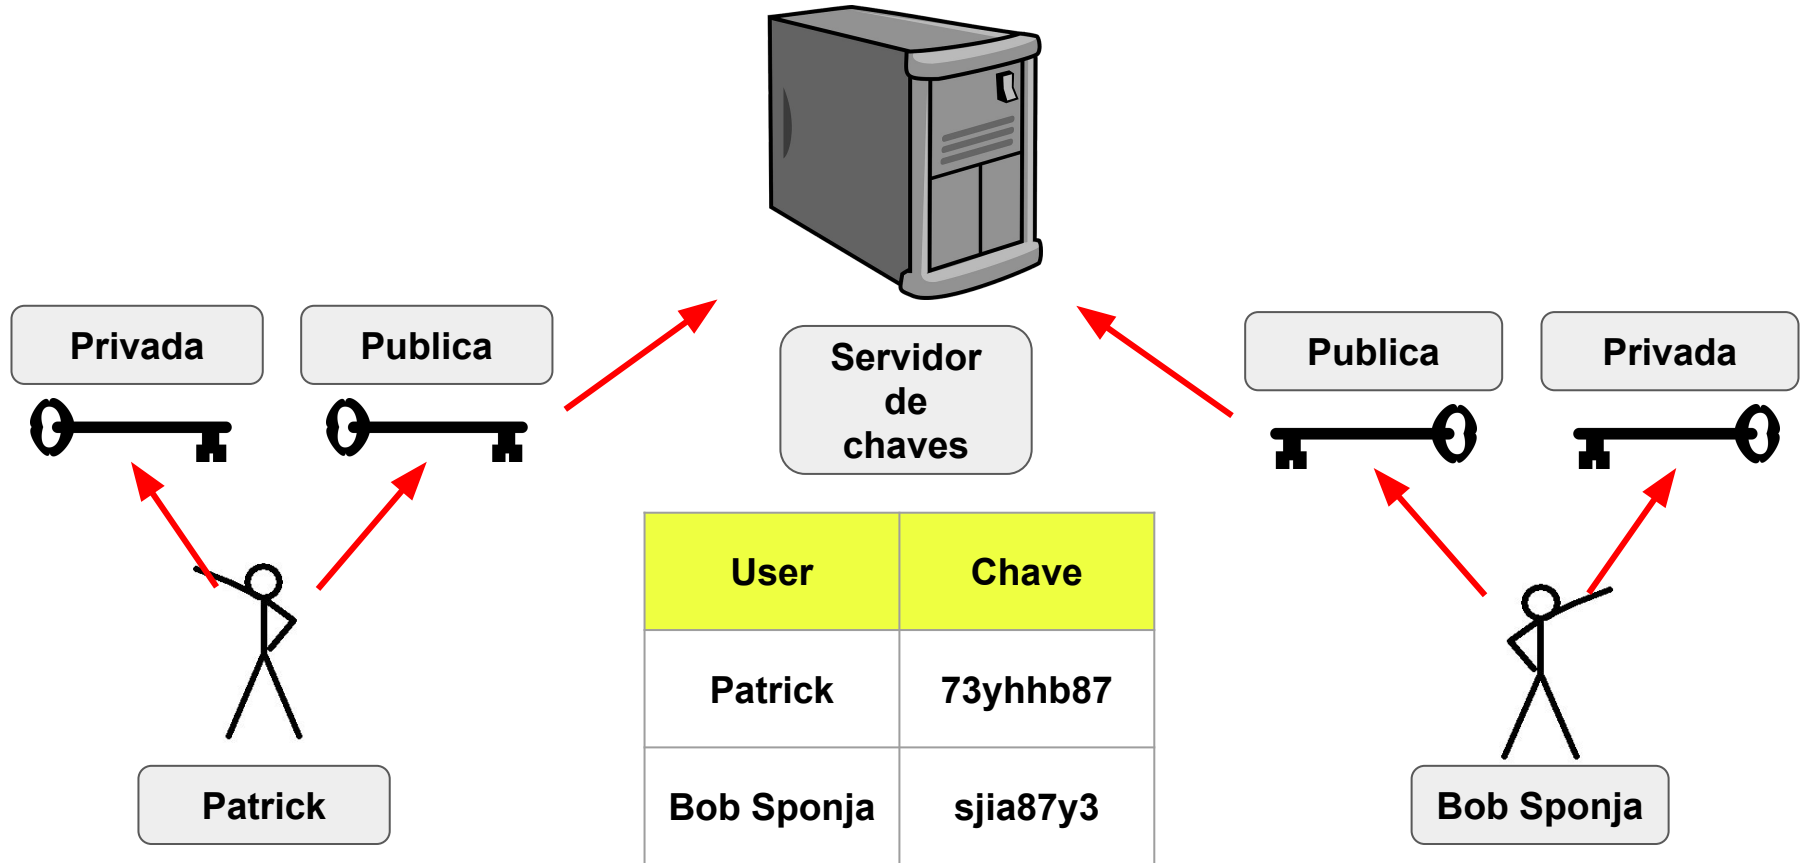 Privada
Publica
Servidor
de
chaves
Publica
Privada
User Chave
Patrick 73yhhb87
Bob Sponja sjia87y3
Patrick
Bob Sponja